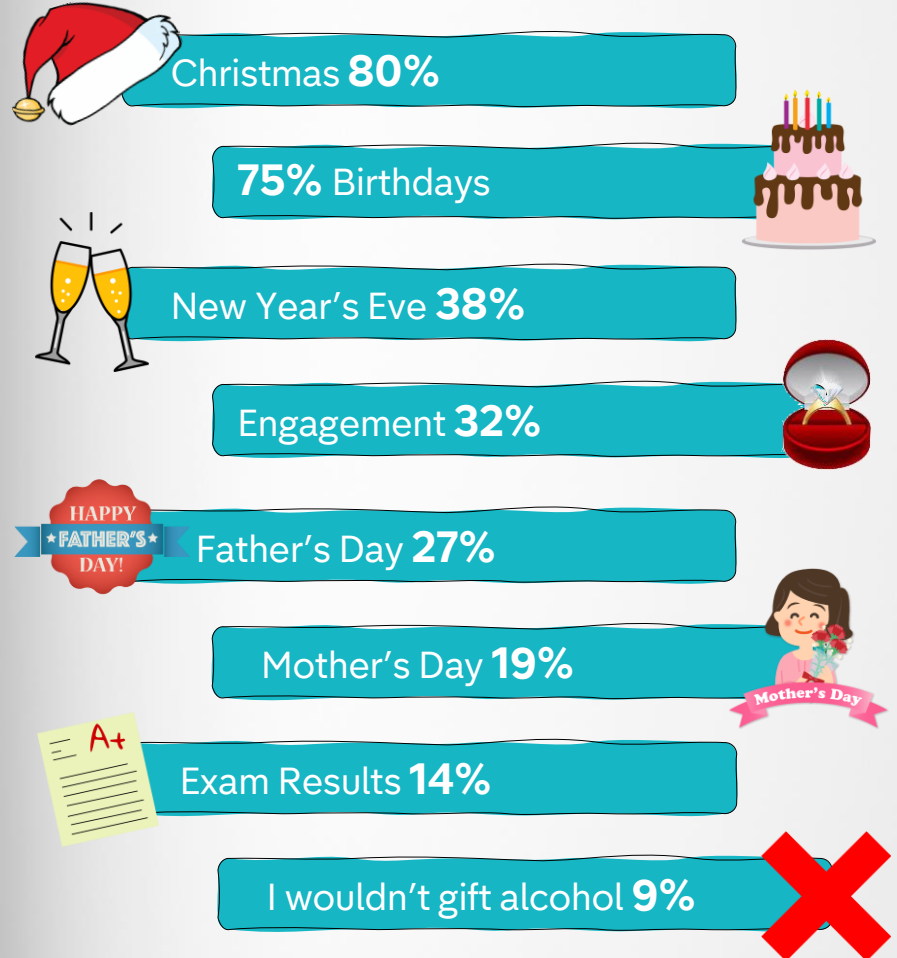 Christmas 80%
75% Birthdays
New Year's Eve 38%
Engagement 32%
HAPPY
FATHER'S
DAY!
Father's Day 27%
Mother's Day 19%
Mother's Day
A+
Exam Results 14%
I wouldn't gift alcohol 9%